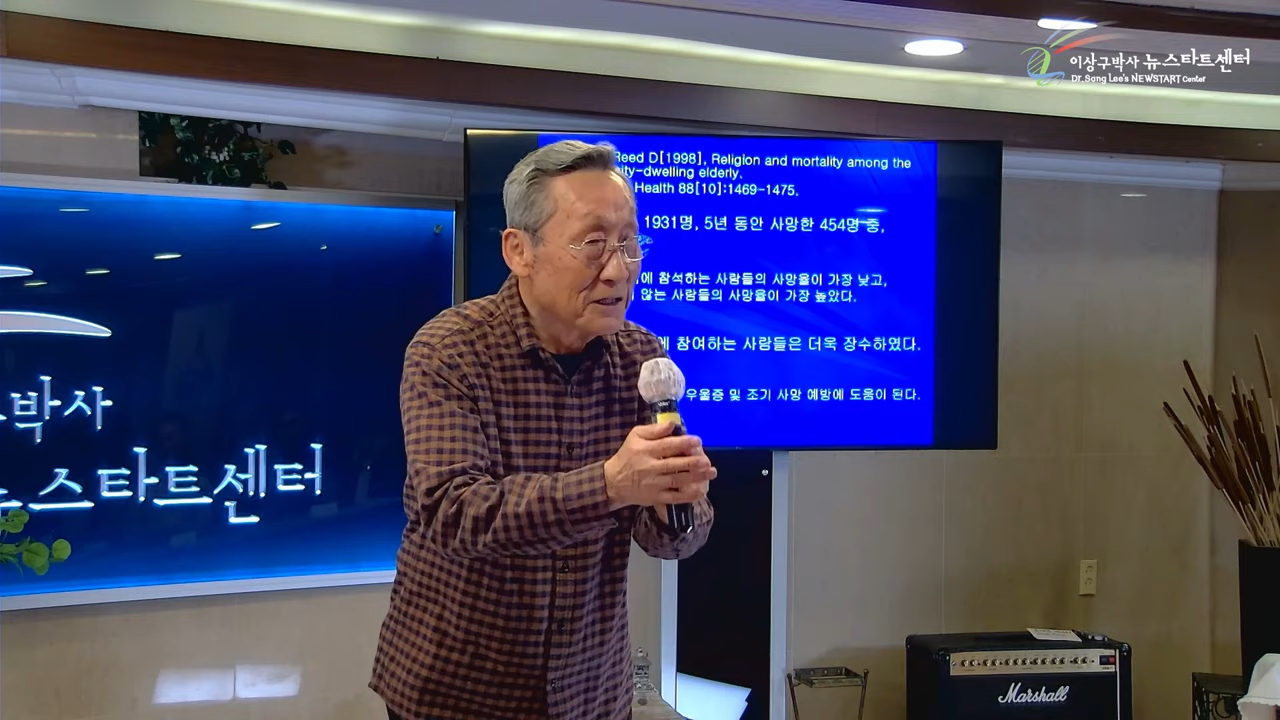 이상구박사 뉴스타트센터
Dr. Sang Lee's NEWSTART Center
Reed D[1998], Religion and mortality among the
ity-dwelling elderly.
Health 88[10]:1469-1475.
1931명, 5년 동안 사망한 454명 중,
에 참석하는 사람들의 사망율이 가장 낮고,
않는 사람들의 사망율이 가장 높았다.
에 참여하는 사람들은 더욱 장수하였다.
우울증 및 조기 사망 예방에 도움이 된다.
박사
뉴스타트센터
Marshall